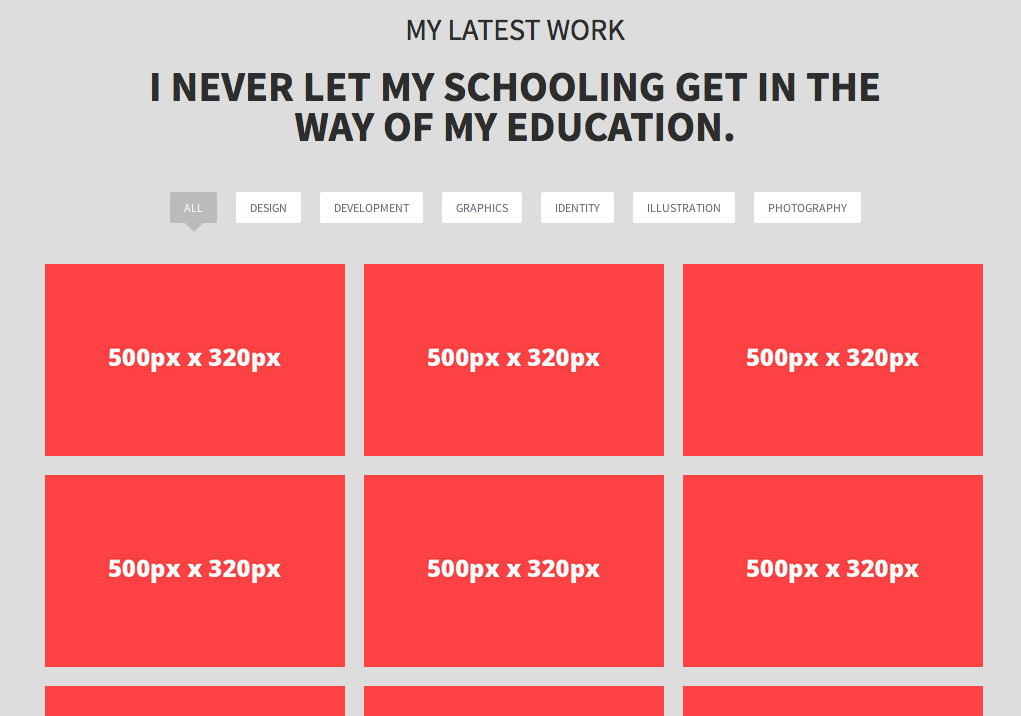 MY LATEST WORK
I NEVER LET MY SCHOOLING GET IN THE
WAY OF MY EDUCATION.
ALL DESIGN DEVELOPMENT GRAPHICS IDENTITY ILLUSTRATION PHOTOGRAPHY
500px x 320px 500px x 320px 500px x 320px
500px x 320px 500px x 320px 500px x 320px